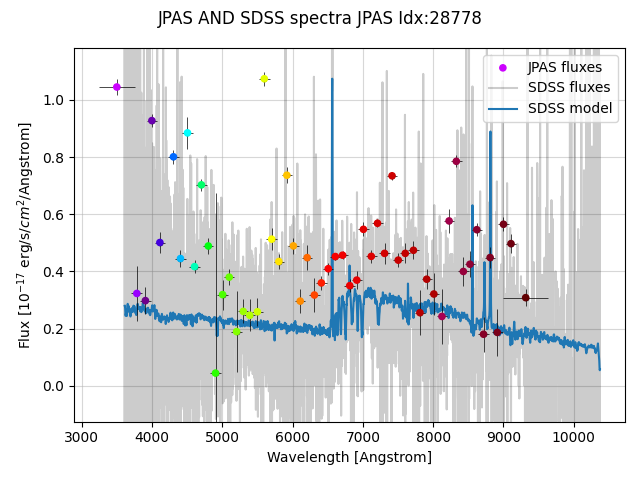 JPAS AND SDSS spectra JPAS Idx:28778
JPAS fluxes
SDSS fluxes
SDSS model
Flux [10⁻¹⁷ erg/s/cm²/Angstrom]
1.0
0.8
0.6
0.4
0.2
0.0
3000 4000 5000 6000 7000 8000 9000 10000
Wavelength [Angstrom]